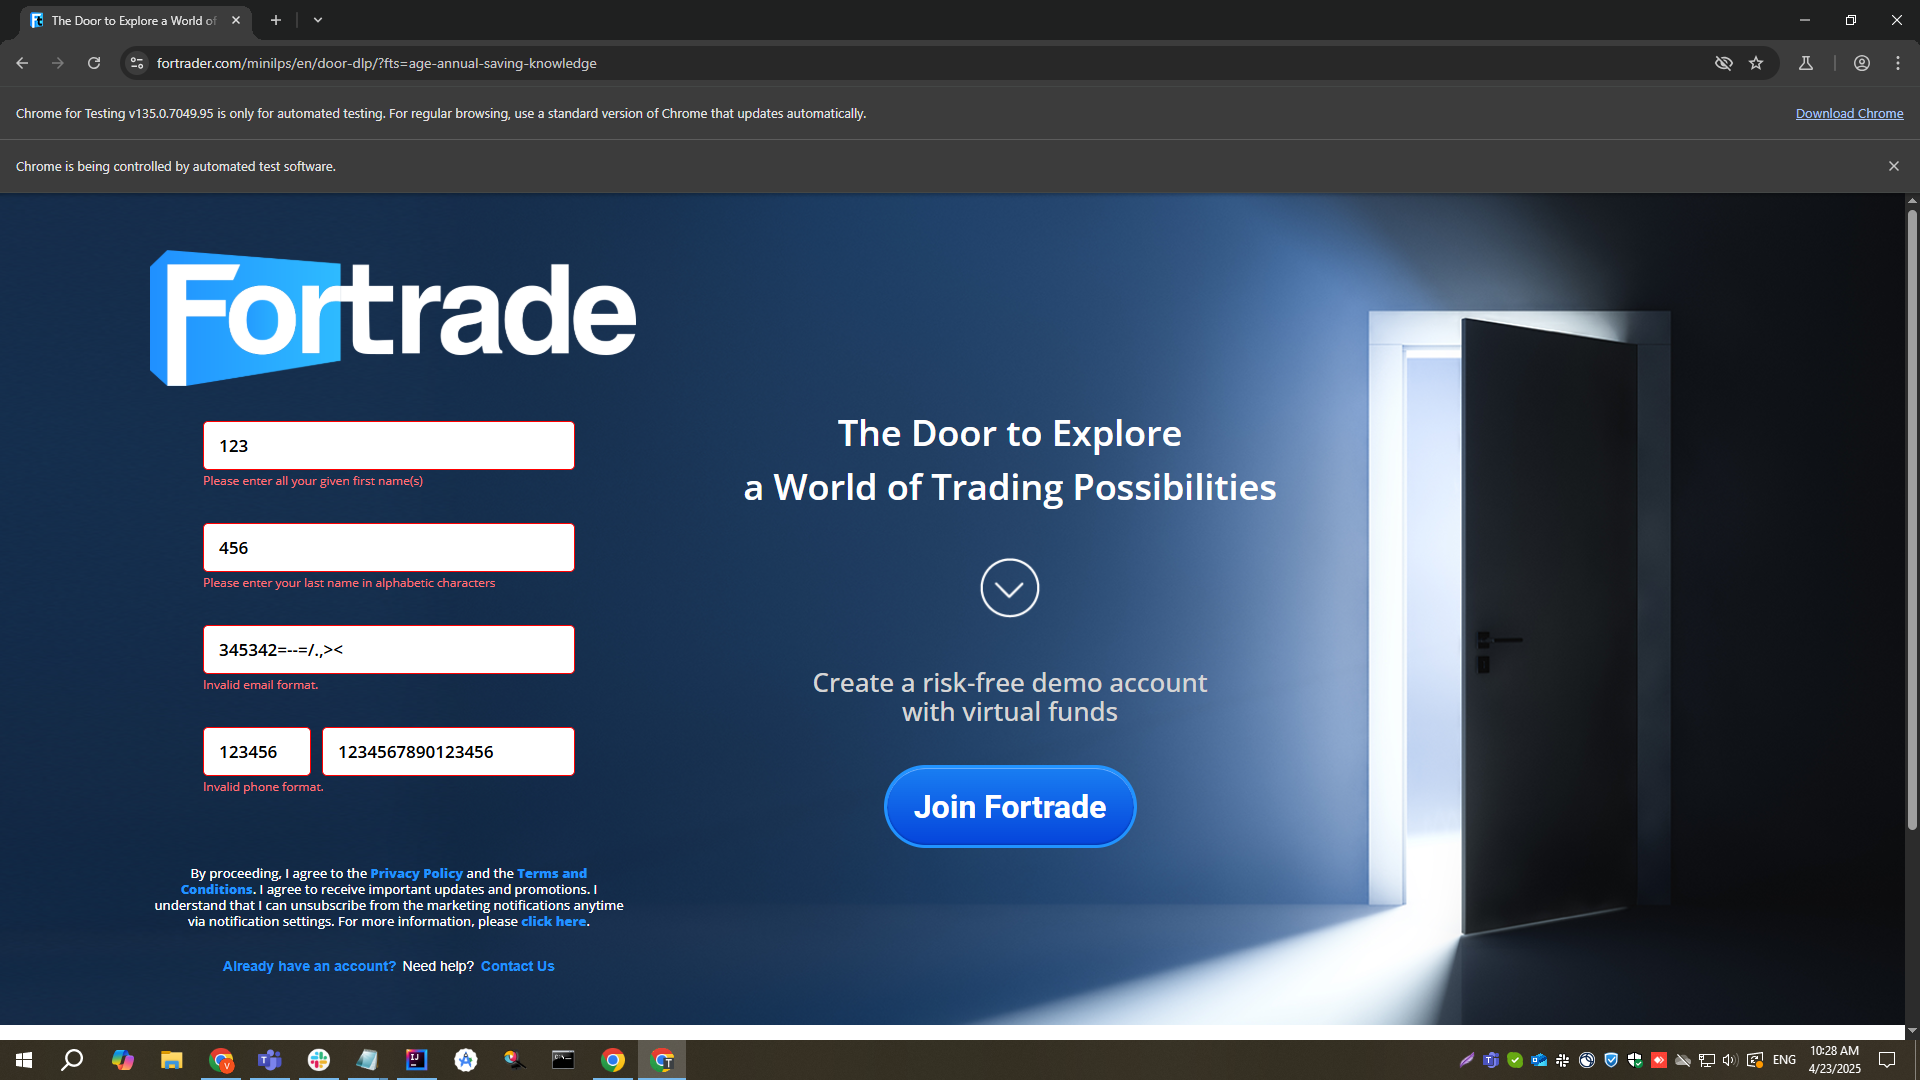 The Door to Explore a World of
fortrader.com/minilps/en/door-dlp/?fts=age-annual-saving-knowledge
Chrome for Testing v135.0.7049.95 is only for automated testing. For regular browsing, use a standard version of Chrome that updates automatically.
Download Chrome
Chrome is being controlled by automated test software.
Fortrade
123
Please enter all your given first name(s)
456
Please enter your last name in alphabetic characters
345342=--=/.,><
Invalid email format.
123456
1234567890123456
Invalid phone format.
By proceeding, I agree to the Privacy Policy and the Terms and
Conditions. I agree to receive important updates and promotions. I
understand that I can unsubscribe from the marketing notifications anytime
via notification settings. For more information, please click here.
Already have an account? Need help? Contact Us
The Door to Explore
a World of Trading Possibilities
Create a risk-free demo account
with virtual funds
Join Fortrade
ENG
10:28 AM
4/23/2025